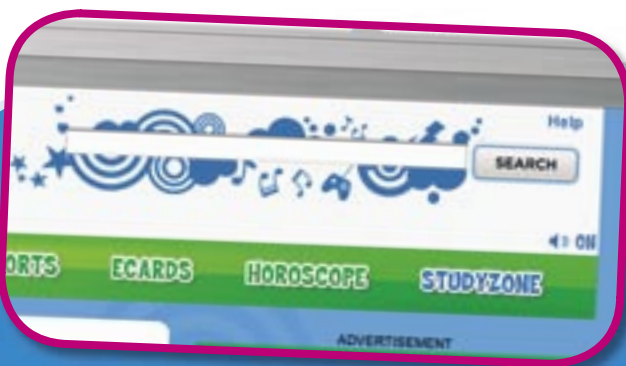 Help
SEARCH
ON
ORTS ECARDS HOROSCOPE STUDYZONE
ADVERTISEMENT